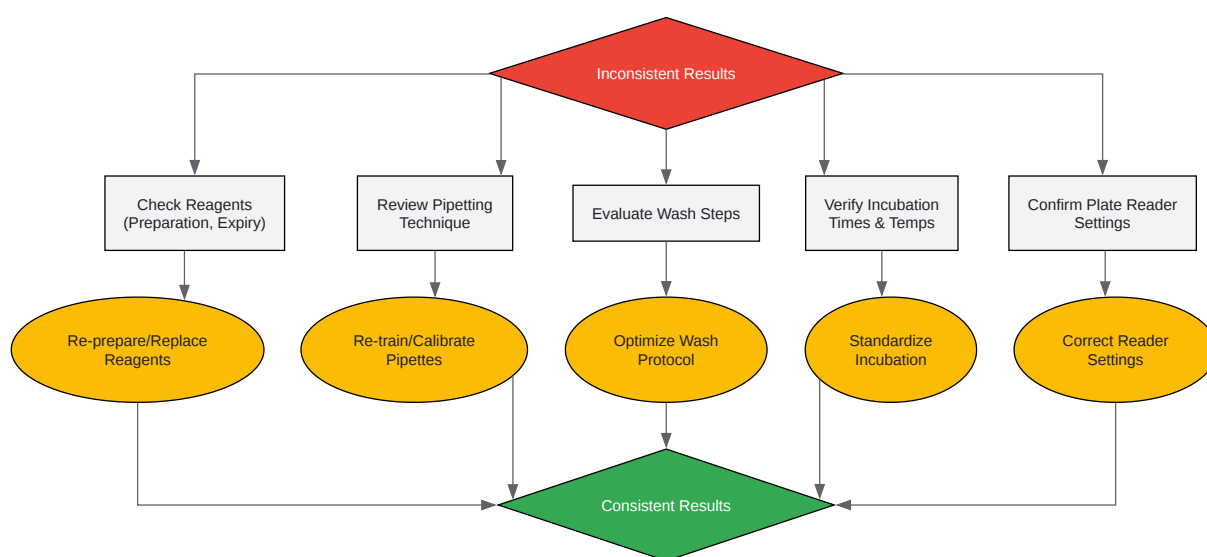 Inconsistent Results
Check Reagents
(Preparation, Expiry)
Review Pipetting
Technique
Evaluate Wash Steps
Verify Incubation
Times & Temps
Confirm Plate Reader
Settings
Re-prepare/Replace
Reagents
Re-train/Calibrate
Pipettes
Optimize Wash
Protocol
Standardize
Incubation
Correct Reader
Settings
Consistent Results